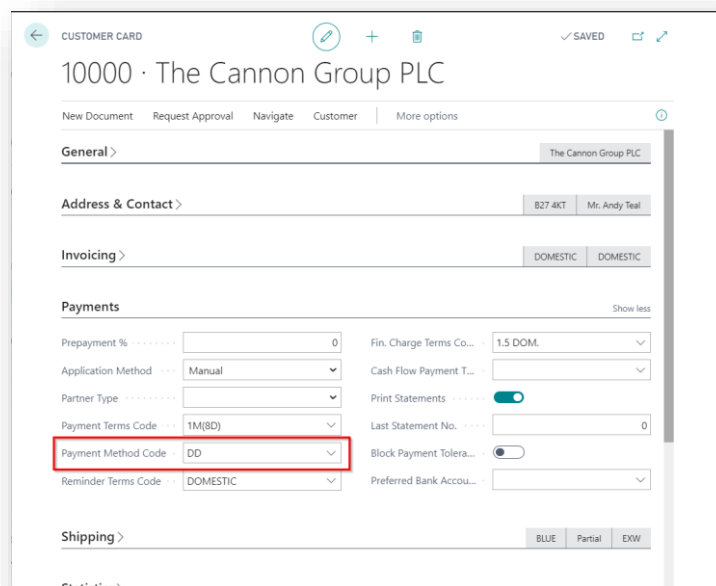 CUSTOMER CARD
SAVED
10000 · The Cannon Group PLC
New Document Request Approval Navigate Customer More options
General
The Cannon Group PLC
Address & Contact
B27 4KT Mr. Andy Teal
Invoicing
DOMESTIC DOMESTIC
Payments
Show less
Prepayment % 0
Fin. Charge Terms Co... 1.5 DOM.
Application Method Manual
Cash Flow Payment T...
Partner Type
Print Statements
Payment Terms Code 1M(8D)
Last Statement No. 0
Payment Method Code DD
Block Payment Tolera...
Reminder Terms Code DOMESTIC
Preferred Bank Accou...
Shipping
BLUE Partial EXW